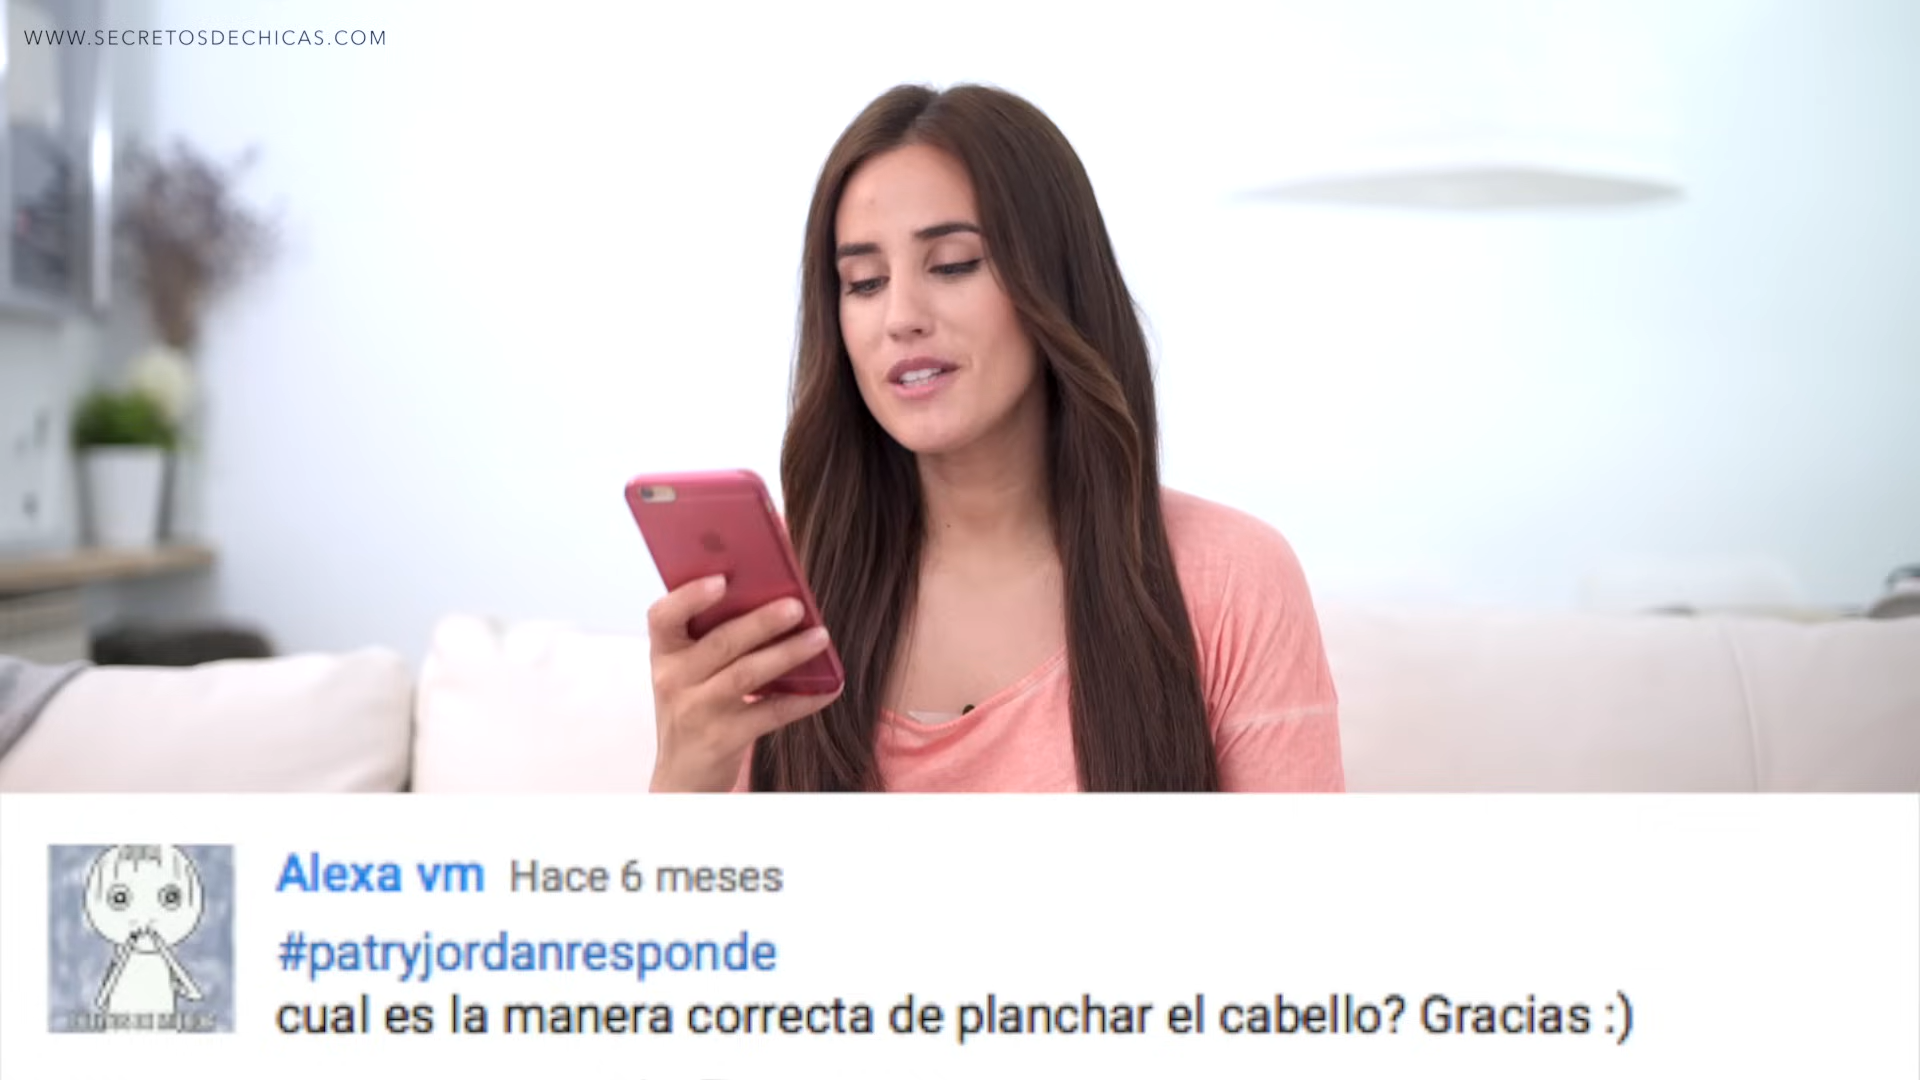 WWW.SECRETOSDECHICAS.COM
Alexa vm Hace 6 meses
#patryjordanresponde
cual es la manera correcta de planchar el cabello? Gracias :)